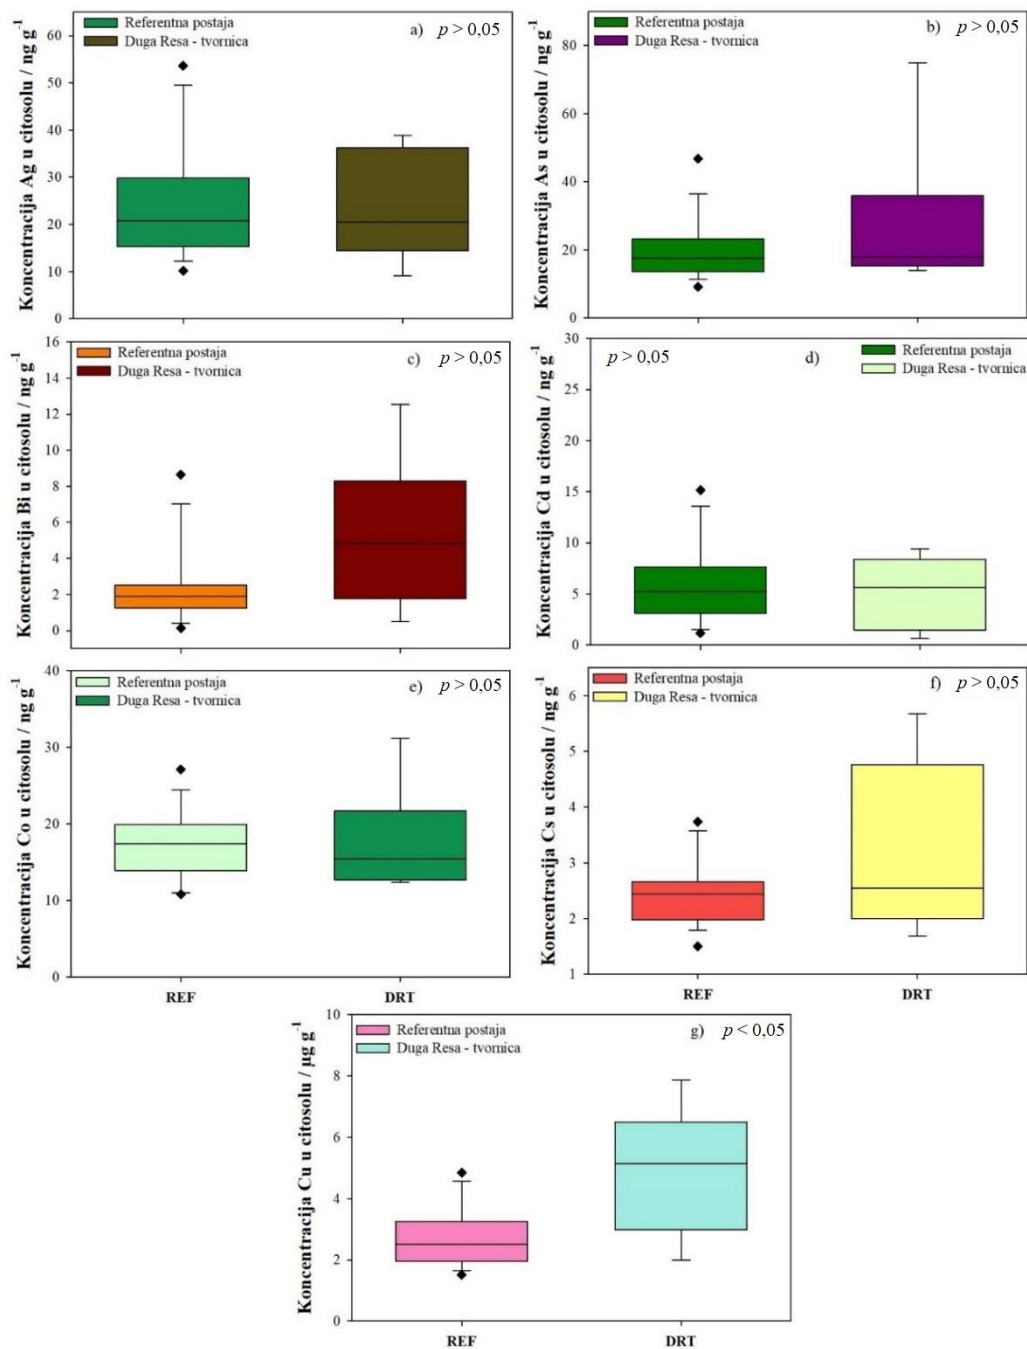 Koncentracija Ag u citosolu / ng g⁻¹
60
50
40
30
20
10
0
Referentna postaja
Duga Resa - tvornica
a) p > 0,05
Koncentracija As u citosolu / ng g⁻¹
80
60
40
20
0
Referentna postaja
Duga Resa - tvornica
b) p > 0,05
Koncentracija Bi u citosolu / ng g⁻¹
16
14
12
10
8
6
4
2
0
Referentna postaja
Duga Resa - tvornica
c) p > 0,05
Koncentracija Cd u citosolu / ng g⁻¹
30
25
20
15
10
5
0
p > 0,05
d)
Referentna postaja
Duga Resa - tvornica
Koncentracija Co u citosolu / ng g⁻¹
40
30
20
10
0
Referentna postaja
Duga Resa - tvornica
e) p > 0,05
REF DRT
Koncentracija Cs u citosolu / ng g⁻¹
6
5
4
3
2
1
Referentna postaja
Duga Resa - tvornica
f) p > 0,05
REF DRT
Koncentracija Cu u citosolu / µg g⁻¹
10
8
6
4
2
0
Referentna postaja
Duga Resa - tvornica
g) p < 0,05
REF DRT